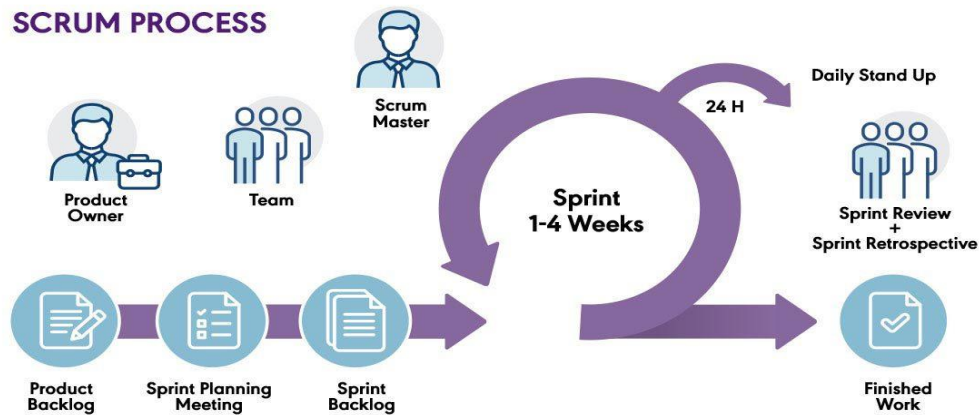 SCRUM PROCESS
Scrum
Master
Product
Owner
Team
Daily Stand Up
24 H
Sprint
1-4 Weeks
Sprint Review
+
Sprint Retrospective
Product
Backlog
Sprint Planning
Meeting
Sprint
Backlog
Finished
Work